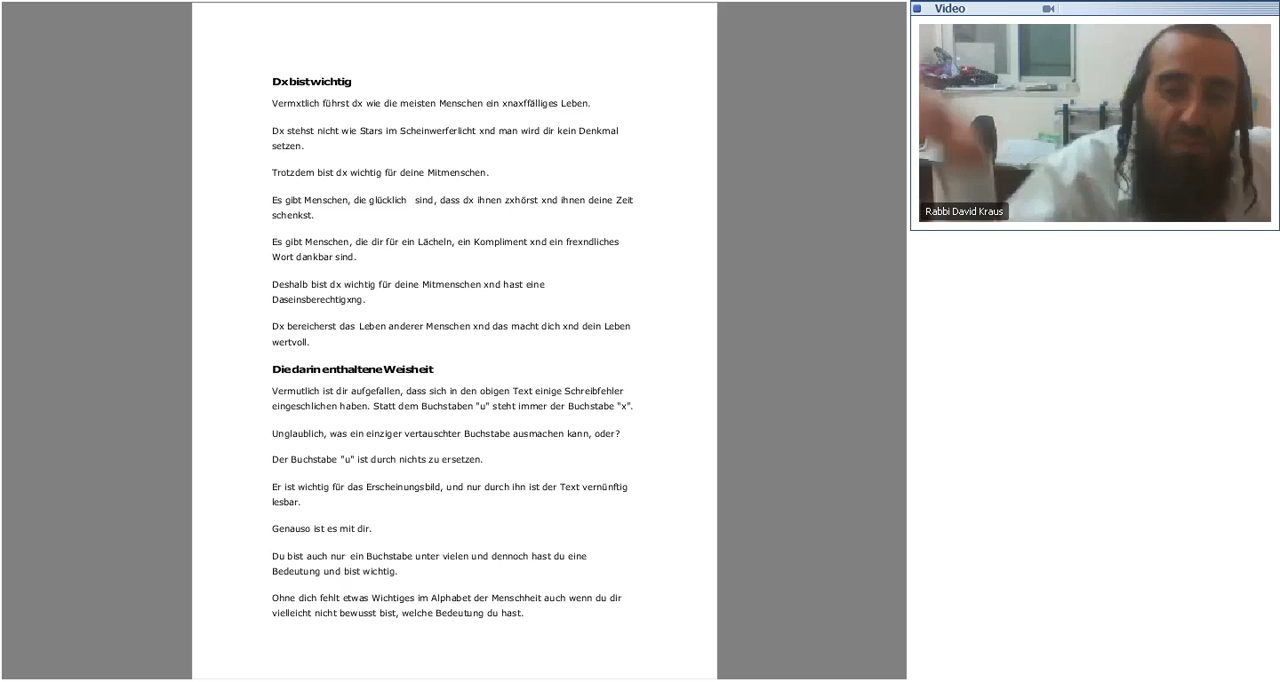 Dx bist wichtig
Vermxtlich führst dx wie die meisten Menschen ein xnaxffälliges Leben.
Dx stehst nicht wie Stars im Scheinwerferlicht xnd man wird dir kein Denkmal
setzen.
Trotzdem bist dx wichtig für deine Mitmenschen.
Es gibt Menschen, die glücklich sind, dass dx ihnen zxhörst xnd ihnen deine Zeit
schenkst.
Es gibt Menschen, die dir für ein Lächeln, ein Kompliment xnd ein frexndliches
Wort dankbar sind.
Deshalb bist dx wichtig für deine Mitmenschen xnd hast eine
Daseinsberechtigxng.
Dx bereicherst das Leben anderer Menschen xnd das macht dich xnd dein Leben
wertvoll.
Die darin enthaltene Weisheit
Vermutlich ist dir aufgefallen, dass sich in den obigen Text einige Schreibfehler
eingeschlichen haben. Statt dem Buchstaben "u" steht immer der Buchstabe "x".
Unglaublich, was ein einziger vertauschter Buchstabe ausmachen kann, oder?
Der Buchstabe "u" ist durch nichts zu ersetzen.
Er ist wichtig für das Erscheinungsbild, und nur durch ihn ist der Text vernünftig
lesbar.
Genauso ist es mit dir.
Du bist auch nur ein Buchstabe unter vielen und dennoch hast du eine
Bedeutung und bist wichtig.
Ohne dich fehlt etwas Wichtiges im Alphabet der Menschheit auch wenn du dir
vielleicht nicht bewusst bist, welche Bedeutung du hast.
Video
Rabbi David Kraus